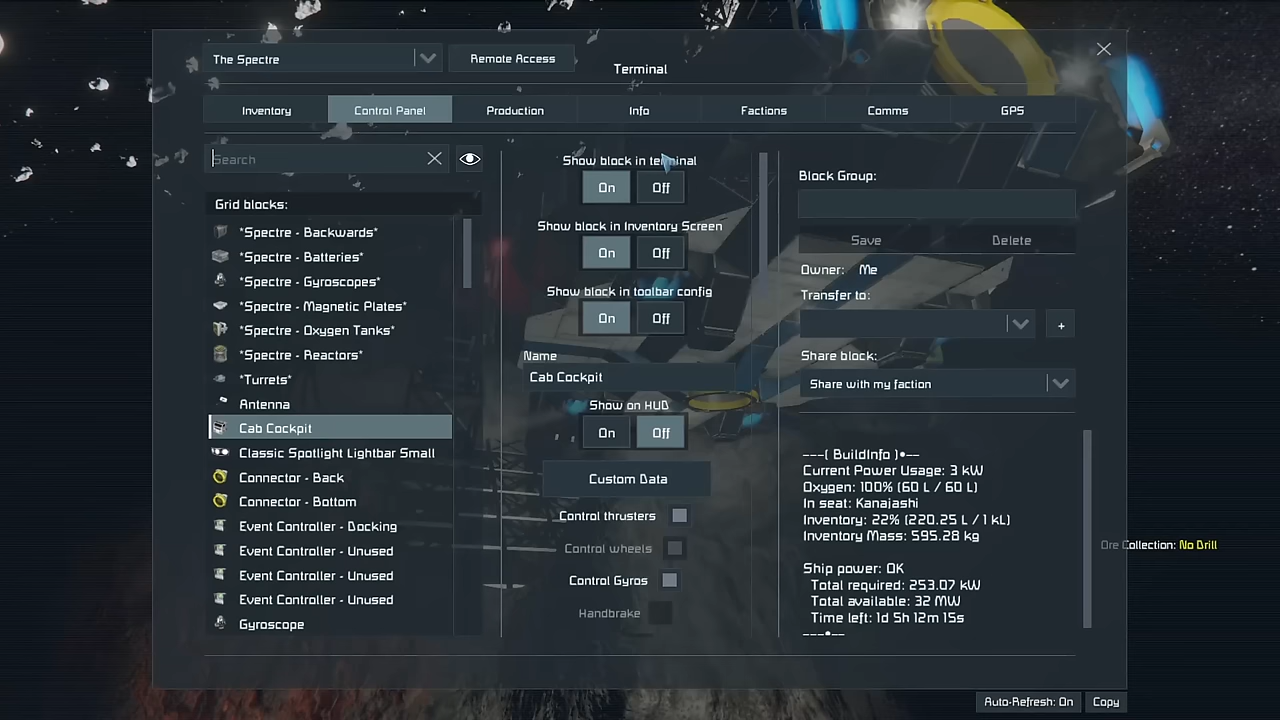 The Spectre
Remote Access
Terminal
Inventory
Control Panel
Production
Info
Factions
Comms
GPS
Search
Grid blocks:
*Spectre - Backwards*
*Spectre - Batteries*
*Spectre - Gyroscopes*
*Spectre - Magnetic Plates*
*Spectre - Oxygen Tanks*
*Spectre - Reactors*
*Turrets*
Antenna
Cab Cockpit
Classic Spotlight Lightbar Small
Connector - Back
Connector - Bottom
Event Controller - Docking
Event Controller - Unused
Event Controller - Unused
Event Controller - Unused
Gyroscope
Show block in terminal
On Off
Show block in Inventory Screen
On Off
Show block in toolbar config
On Off
Name
Cab Cockpit
Show on HUD
On Off
Custom Data
Control thrusters
Control wheels
Control Gyros
Handbrake
Block Group:
Save Delete
Owner: Me
Transfer to:
+
Share block:
Share with my faction
---( BuildInfo )•--
Current Power Usage: 3 kW
Oxygen: 100% (60 L / 60 L)
In seat: Kanajashi
Inventory: 22% (220.25 L / 1 kL)
Inventory Mass: 595.28 kg
Ship power: OK
Total required: 253.07 kW
Total available: 32 MW
Time left: 1d 5h 12m 15s
---•--
Ore Collection: No Drill
Auto-Refresh: On
Copy